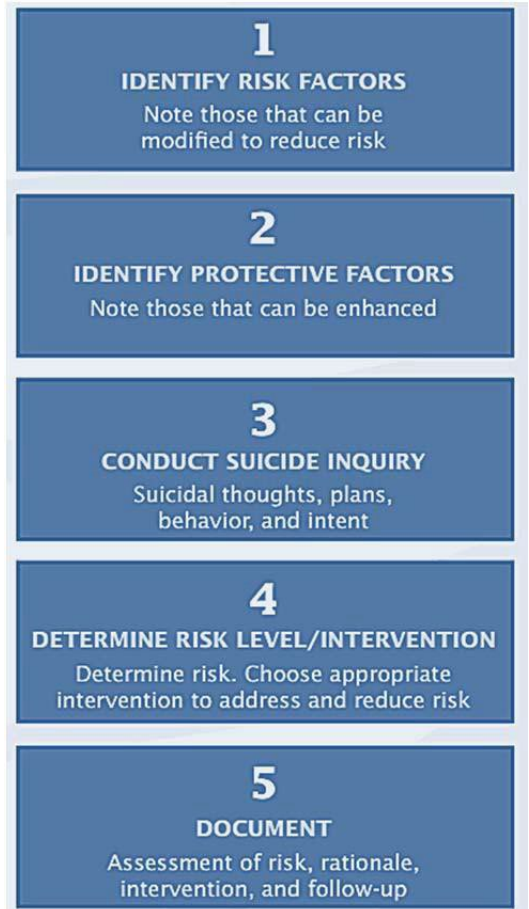 1
IDENTIFY RISK FACTORS
Note those that can be
modified to reduce risk
2
IDENTIFY PROTECTIVE FACTORS
Note those that can be enhanced
3
CONDUCT SUICIDE INQUIRY
Suicidal thoughts, plans,
behavior, and intent
4
DETERMINE RISK LEVEL/INTERVENTION
Determine risk. Choose appropriate
intervention to address and reduce risk
5
DOCUMENT
Assessment of risk, rationale,
intervention, and follow-up